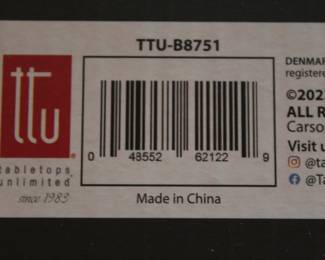 TTU-B8751
ttu
tabletops
unlimited
since 1983
0 48552 62122 9
Made in China
DENMAR
registere
©202
ALL R
Carso
Visit u
@ta
@Ta